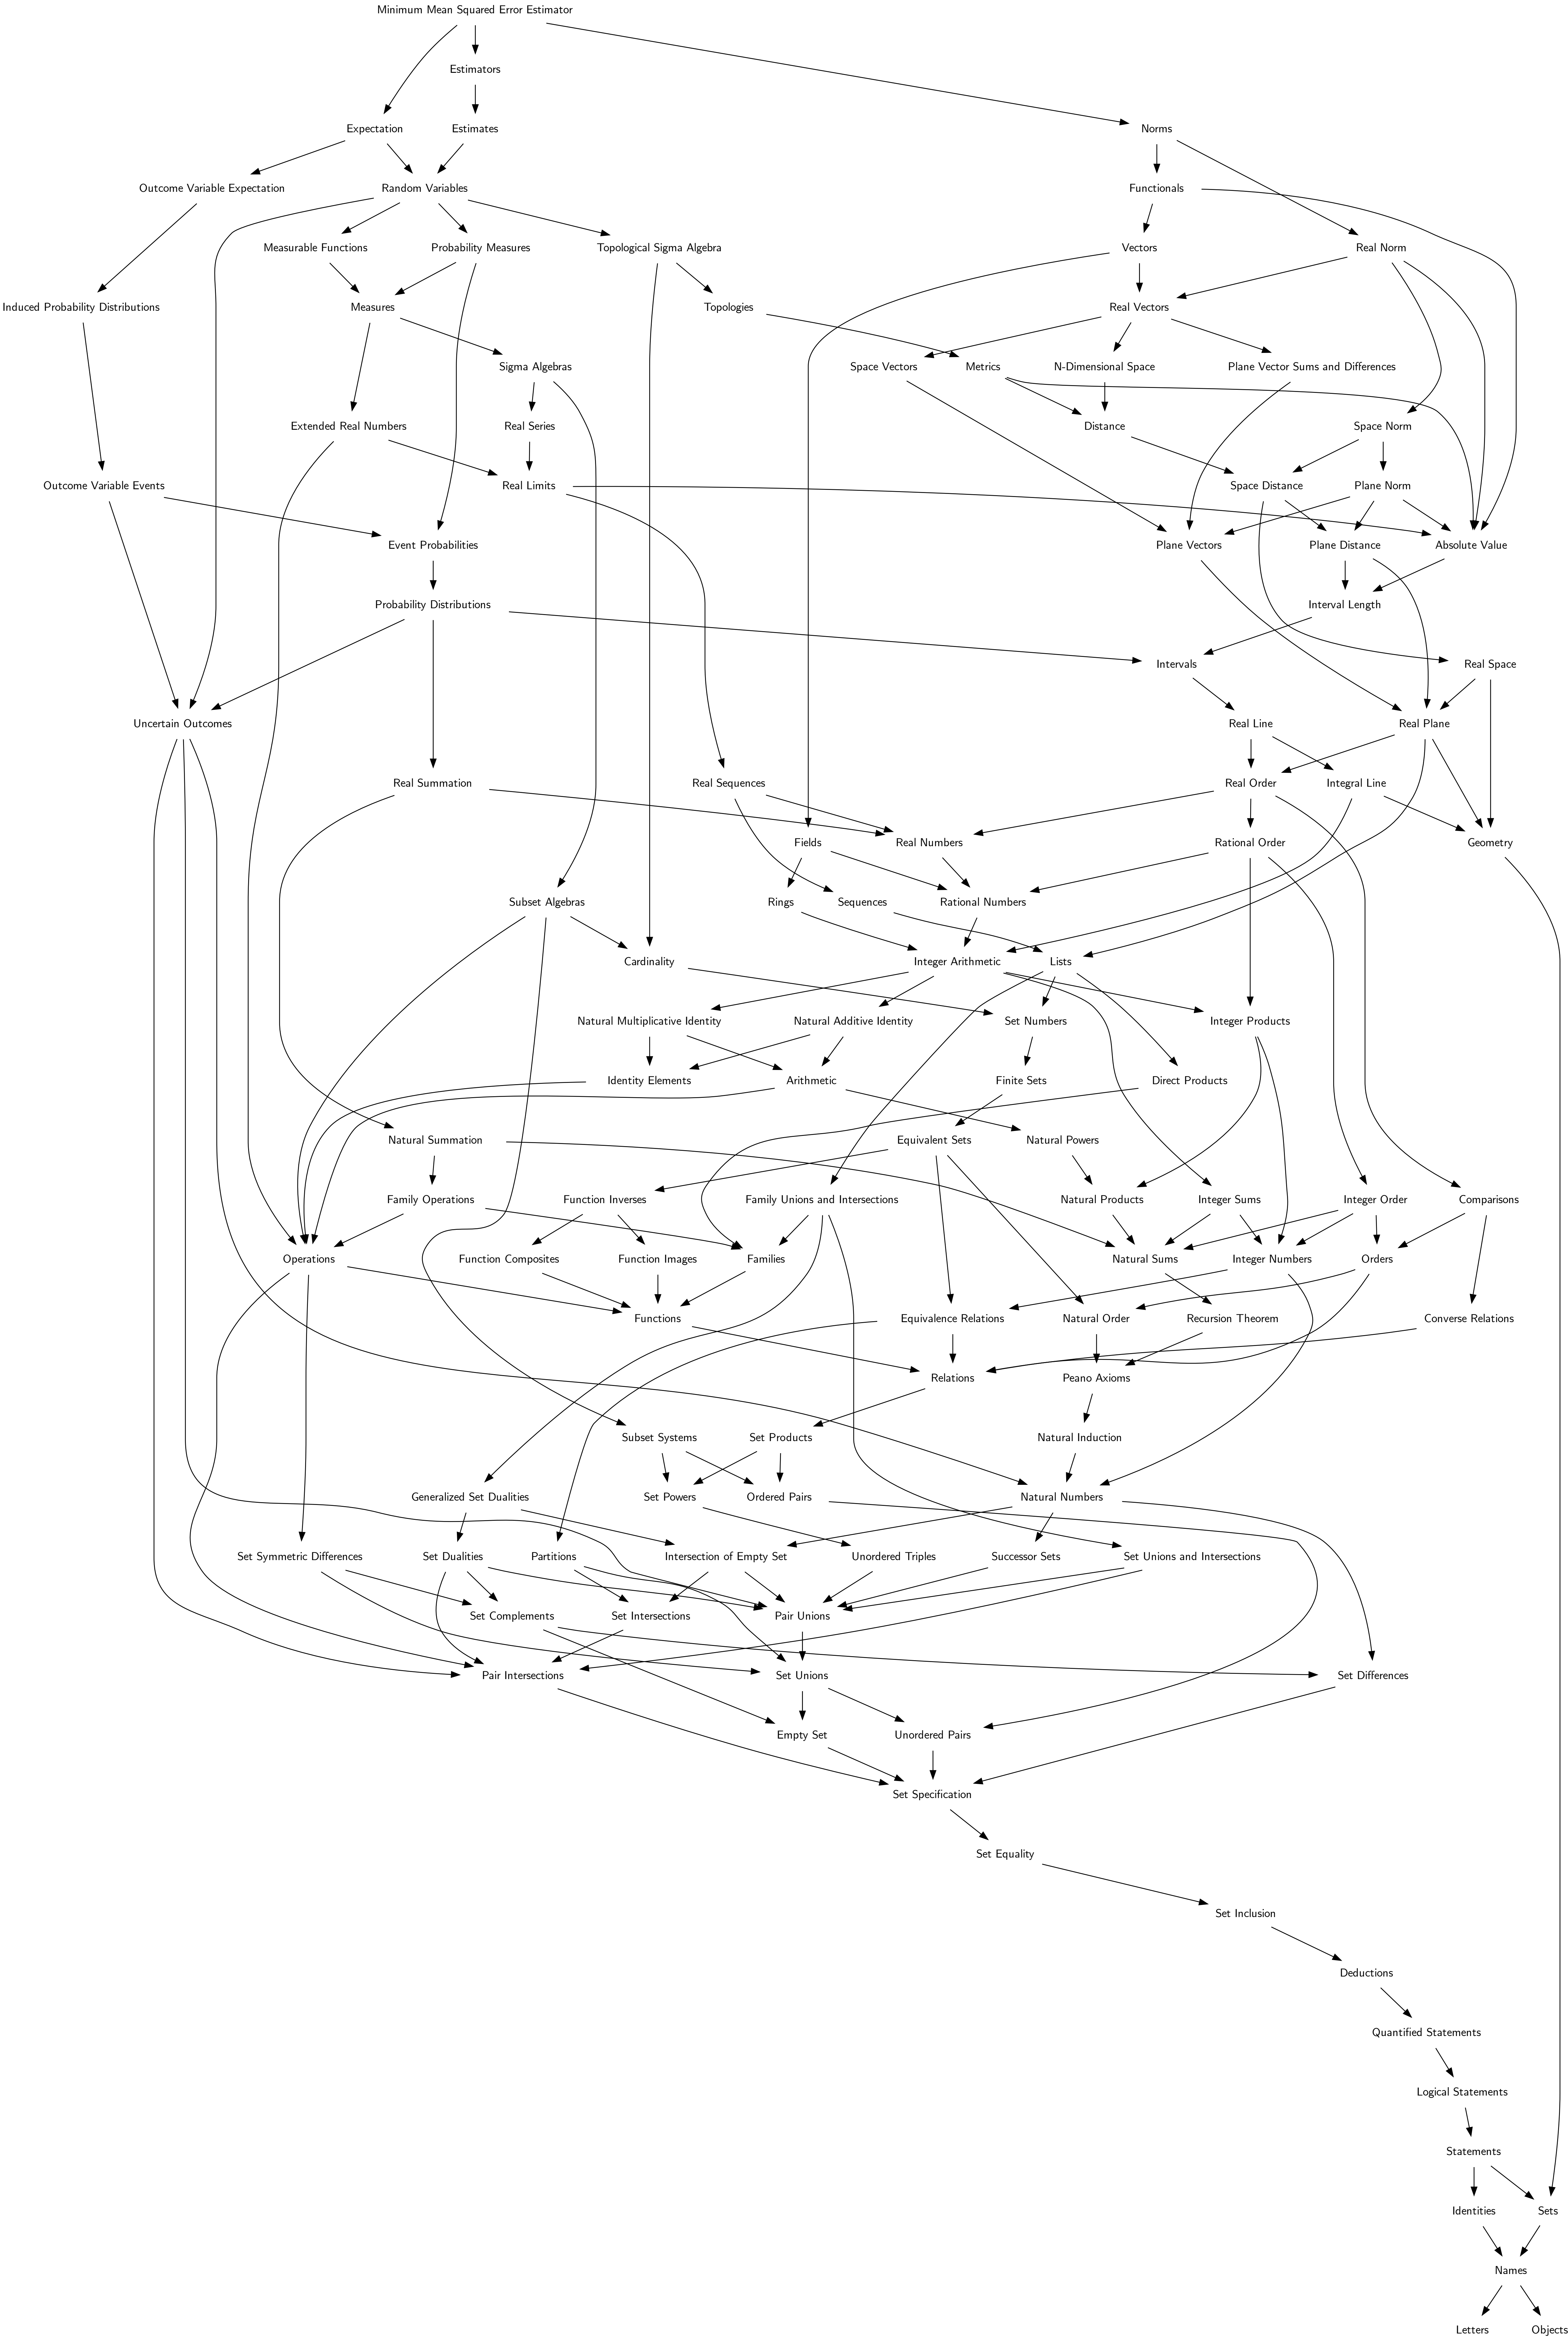 Minimum Mean Squared Error Estimator
Estimators
Expectation
Estimates
Norms
Outcome Variable Expectation
Random Variables
Functionals
Measurable Functions
Probability Measures
Topological Sigma Algebra
Vectors
Real Norm
Induced Probability Distributions
Measures
Topologies
Real Vectors
Sigma Algebras
Space Vectors
Metrics
N-Dimensional Space
Plane Vector Sums and Differences
Extended Real Numbers
Real Series
Distance
Space Norm
Outcome Variable Events
Real Limits
Space Distance
Plane Norm
Event Probabilities
Plane Vectors
Plane Distance
Absolute Value
Probability Distributions
Interval Length
Intervals
Real Space
Uncertain Outcomes
Real Line
Real Plane
Real Summation
Real Sequences
Real Order
Integral Line
Fields
Real Numbers
Rational Order
Geometry
Subset Algebras
Rings
Sequences
Rational Numbers
Cardinality
Integer Arithmetic
Lists
Natural Multiplicative Identity
Natural Additive Identity
Set Numbers
Integer Products
Identity Elements
Arithmetic
Finite Sets
Direct Products
Natural Summation
Equivalent Sets
Natural Powers
Family Operations
Function Inverses
Family Unions and Intersections
Natural Products
Integer Sums
Integer Order
Comparisons
Operations
Function Composites
Function Images
Families
Natural Sums
Integer Numbers
Orders
Functions
Equivalence Relations
Natural Order
Recursion Theorem
Converse Relations
Relations
Peano Axioms
Subset Systems
Set Products
Natural Induction
Generalized Set Dualities
Set Powers
Ordered Pairs
Natural Numbers
Set Symmetric Differences
Set Dualities
Partitions
Intersection of Empty Set
Unordered Triples
Successor Sets
Set Unions and Intersections
Set Complements
Set Intersections
Pair Unions
Pair Intersections
Set Unions
Set Differences
Empty Set
Unordered Pairs
Set Specification
Set Equality
Set Inclusion
Deductions
Quantified Statements
Logical Statements
Statements
Identities
Sets
Names
Letters
Objects